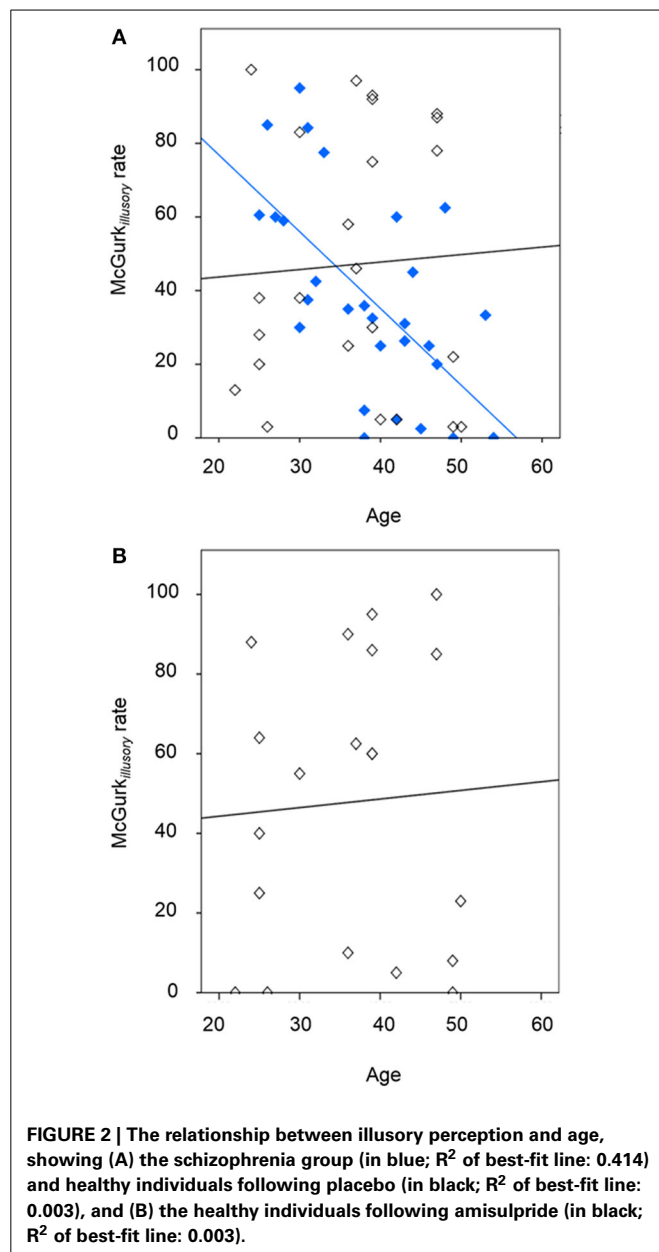 A
100
80
60
40
20
0
McGurkillusory rate
20 30 40 50 60
Age
B
100
80
60
40
20
0
McGurkillusory rate
20 30 40 50 60
Age
FIGURE 2 | The relationship between illusory perception and age,
showing (A) the schizophrenia group (in blue; R² of best-fit line: 0.414)
and healthy individuals following placebo (in black; R² of best-fit line:
0.003), and (B) the healthy individuals following amisulpride (in black;
R² of best-fit line: 0.003).